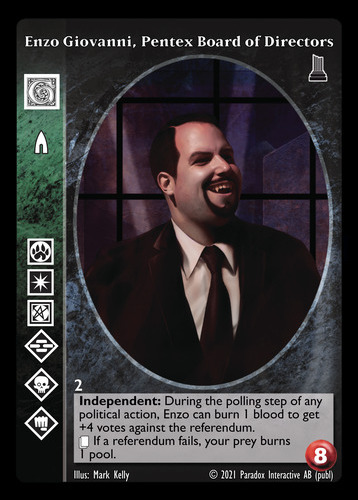 Enzo Giovanni, Pentex Board of Directors
2
Independent: During the polling step of any
political action, Enzo can burn 1 blood to get
+4 votes against the referendum.
If a referendum fails, your prey burns
1 pool.
8
Illus: Mark Kelly © 2021 Paradox Interactive AB (publ)